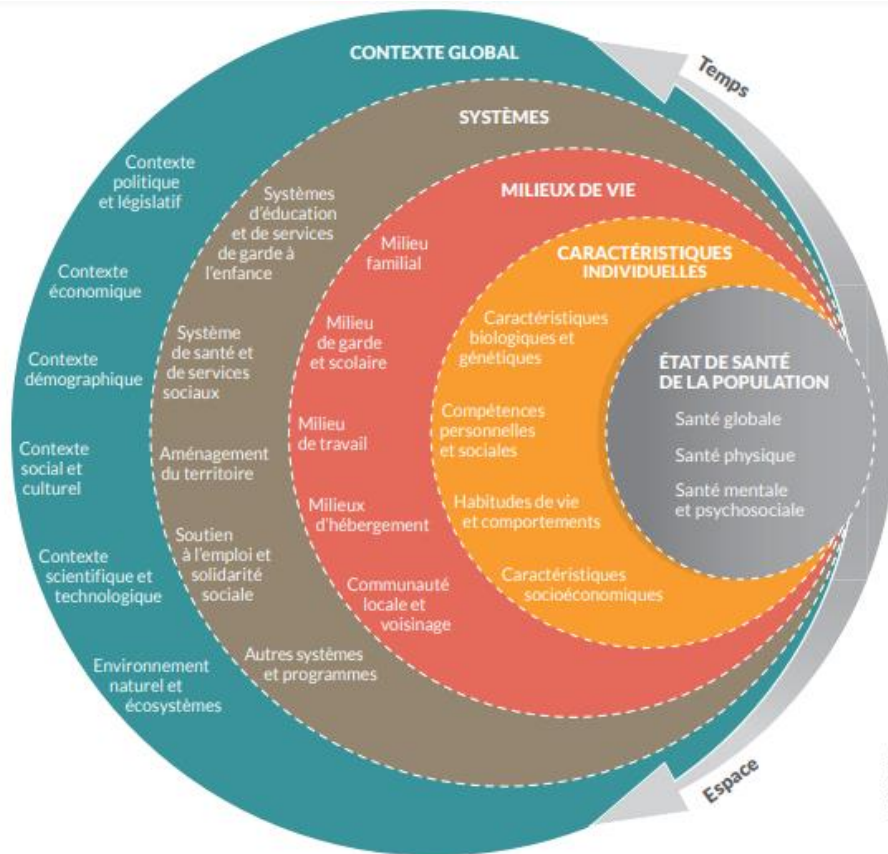 CONTEXTE GLOBAL
Temps
SYSTÈMES
Contexte
politique
et législatif
Systèmes
d'éducation
et de services
de garde à
l'enfance
MILIEUX DE VIE
Milieu
familial
CARACTÉRISTIQUES
INDIVIDUELLES
Contexte
économique
Système
de santé et
de services
sociaux
Milieu
de garde
et scolaire
Caractéristiques
biologiques et
génétiques
ÉTAT DE SANTÉ
DE LA POPULATION
Santé globale
Santé physique
Santé mentale
et psychosociale
Contexte
démographique
Compétences
personnelles
et sociales
Milieu
de travail
Aménagement
du territoire
Contexte
social et
culturel
Habitudes de vie
et comportements
Milieux
d'hébergement
Soutien
à l'emploi et
solidarité
sociale
Contexte
scientifique et
technologique
Caractéristiques
socioéconomiques
Communauté
locale et
voisinage
Autres systèmes
et programmes
Environnement
naturel et
écosystèmes
Espace